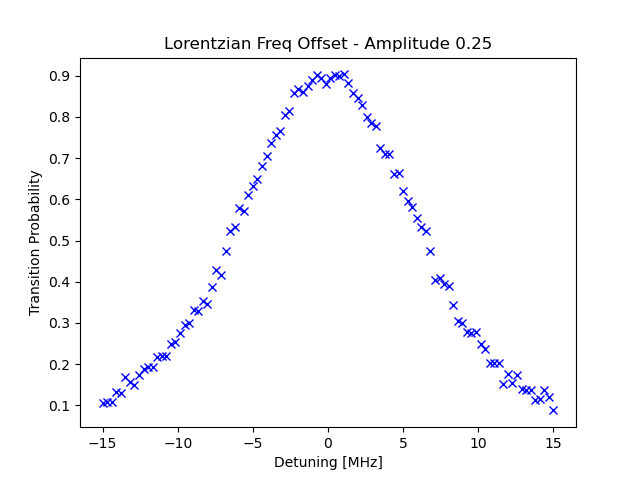 Lorentzian Freq Offset - Amplitude 0.25
Transition Probability
0.9
0.8
0.7
0.6
0.5
0.4
0.3
0.2
0.1
−15 −10 −5 0 5 10 15
Detuning [MHz]